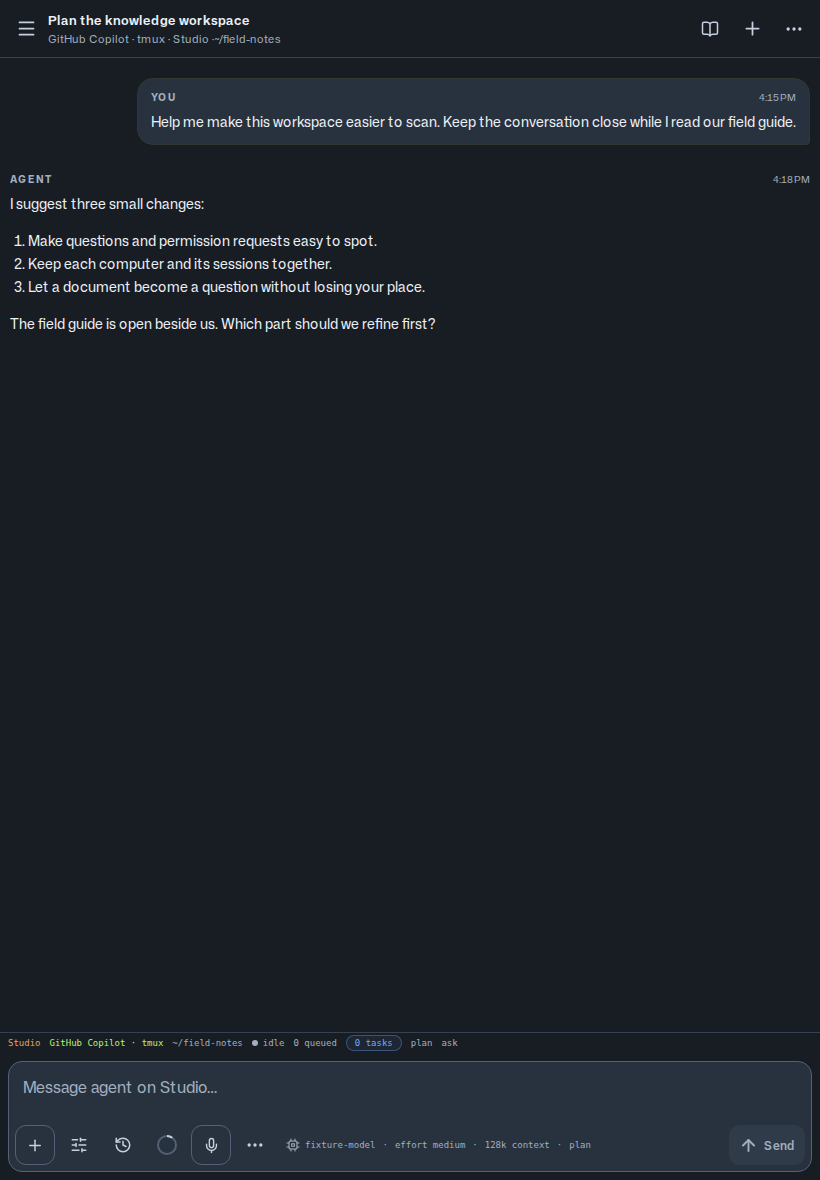 Plan the knowledge workspace
GitHub Copilot · tmux · Studio ·~/field-notes
YOU 4:15 PM
Help me make this workspace easier to scan. Keep the conversation close while I read our field guide.
AGENT 4:18 PM
I suggest three small changes:
1. Make questions and permission requests easy to spot.
2. Keep each computer and its sessions together.
3. Let a document become a question without losing your place.
The field guide is open beside us. Which part should we refine first?
Studio GitHub Copilot · tmux ~/field-notes idle 0 queued 0 tasks plan ask
Message agent on Studio...
fixture-model · effort medium · 128k context · plan Send